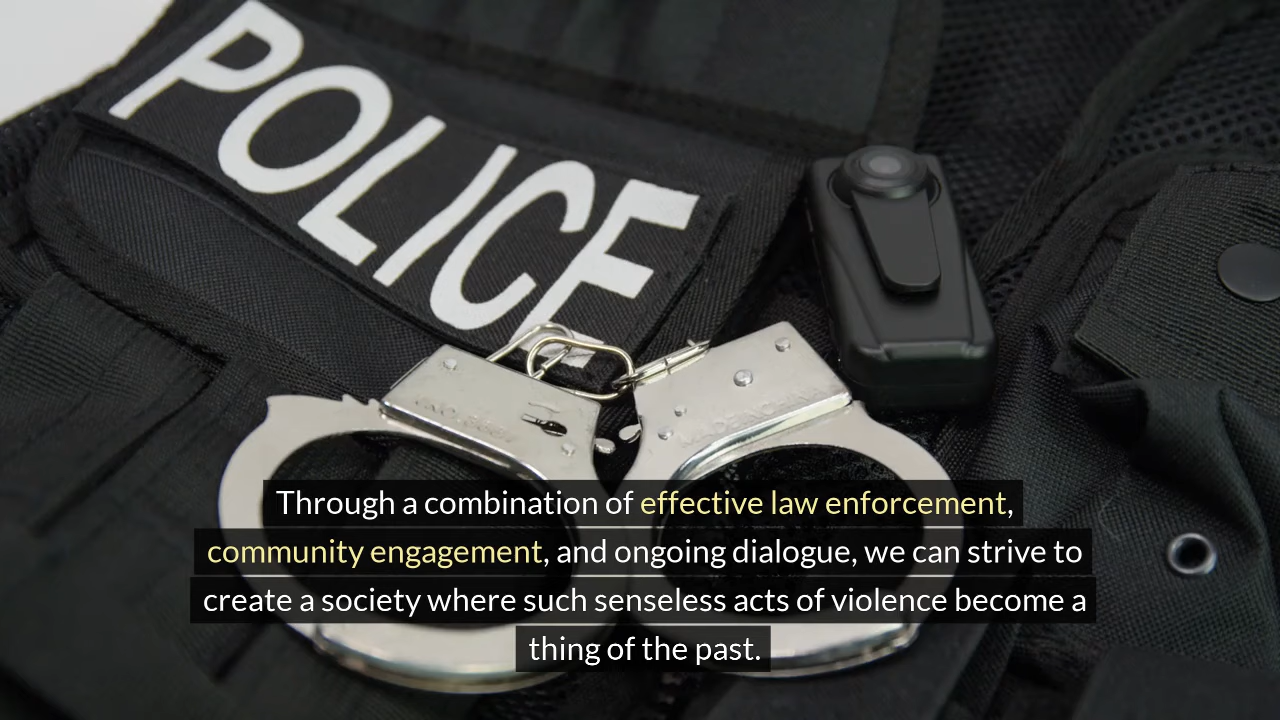 POLICE
Through a combination of effective law enforcement,
community engagement, and ongoing dialogue, we can strive to
create a society where such senseless acts of violence become a
thing of the past.